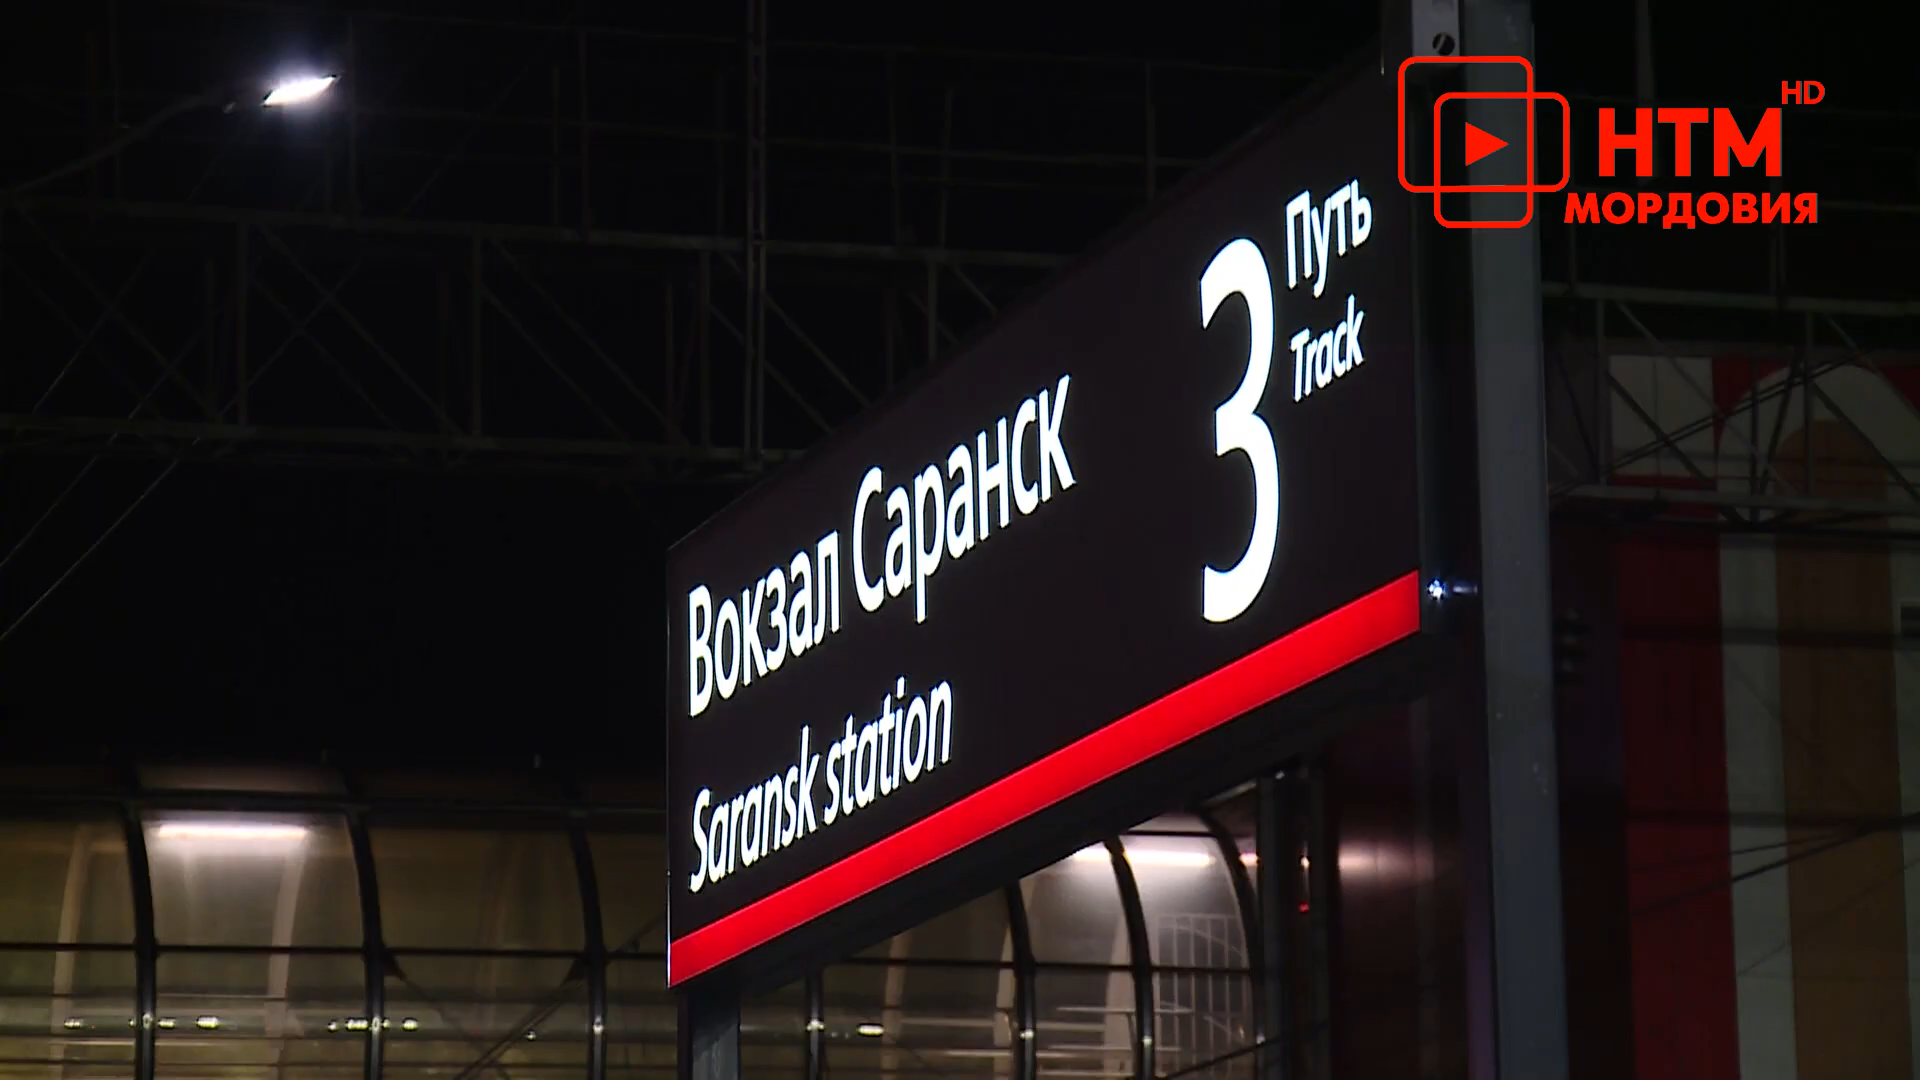 HD
НТМ
МОРДОВИЯ
Вокзал Саранск
Saransk station
3
Путь
Track